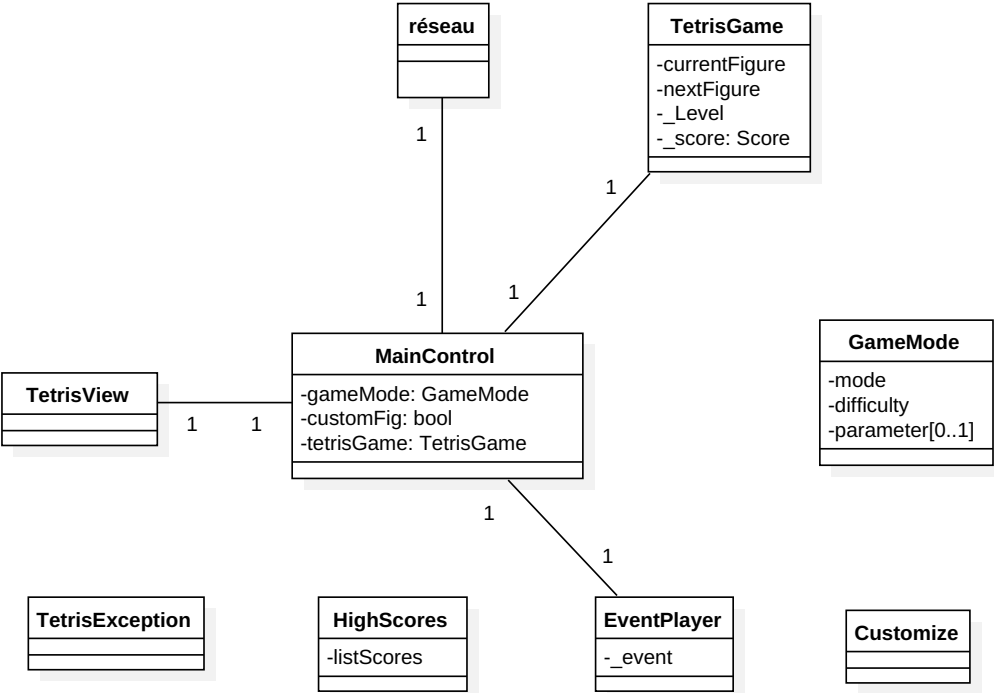 réseau
TetrisGame
-currentFigure
-nextFigure
-_Level
-_score: Score
1
1
1
1
MainControl
-gameMode: GameMode
-customFig: bool
-tetrisGame: TetrisGame
GameMode
-mode
-difficulty
-parameter[0..1]
TetrisView
1
1
1
1
TetrisException
HighScores
-listScores
EventPlayer
-_event
Customize